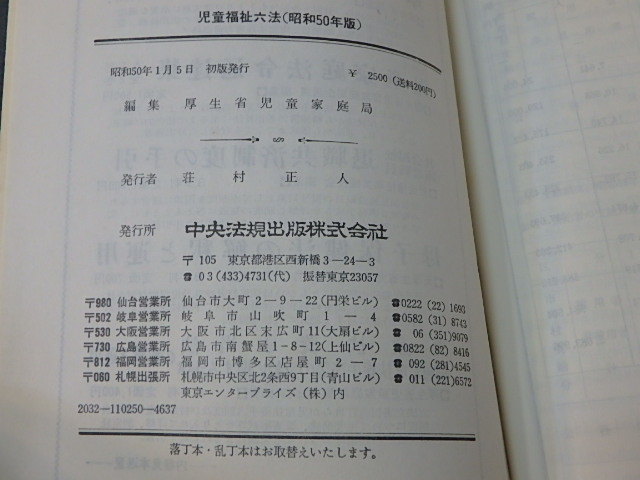 児童福祉六法(昭和50年版)
昭和50年1月5日 初版発行 ¥ 2500(送料200円)
編集 厚生省児童家庭局
発行者 荘村正人
発行所 中央法規出版株式会社
〒105 東京都港区西新橋3-24-3
☎03(433)4731(代) 振替東京23057
〒980 仙台営業所 仙台市大町2-9-22(円栄ビル) ☎0222(22)1693
〒502 岐阜営業所 岐阜市山吹町1-4 ☎0582(31)8743
〒530 大阪営業所 大阪市北区末広町11(大扇ビル) ☎06(351)9079
〒730 広島営業所 広島市南蟹屋1-8-12(上仙ビル) ☎0822(82)8416
〒812 福岡営業所 福岡市博多区店屋町2-7 ☎092(281)4545
〒060 札幌出張所 札幌市中央区北2条西9丁目(青山ビル) ☎011(221)6572
東京エンタープライズ(株)内
2032-110250-4637
落丁本・乱丁本はお取替えいたします。